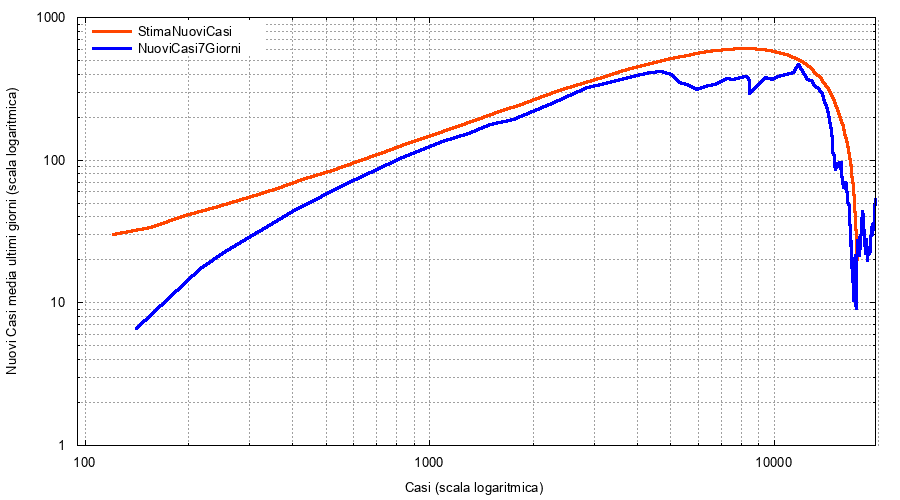 1000
StimaNuoviCasi
NuoviCasi7Giorni
100
10
1
Nuovi Casi media ultimi giorni (scala logaritmica)
100
1000
10000
Casi (scala logaritmica)